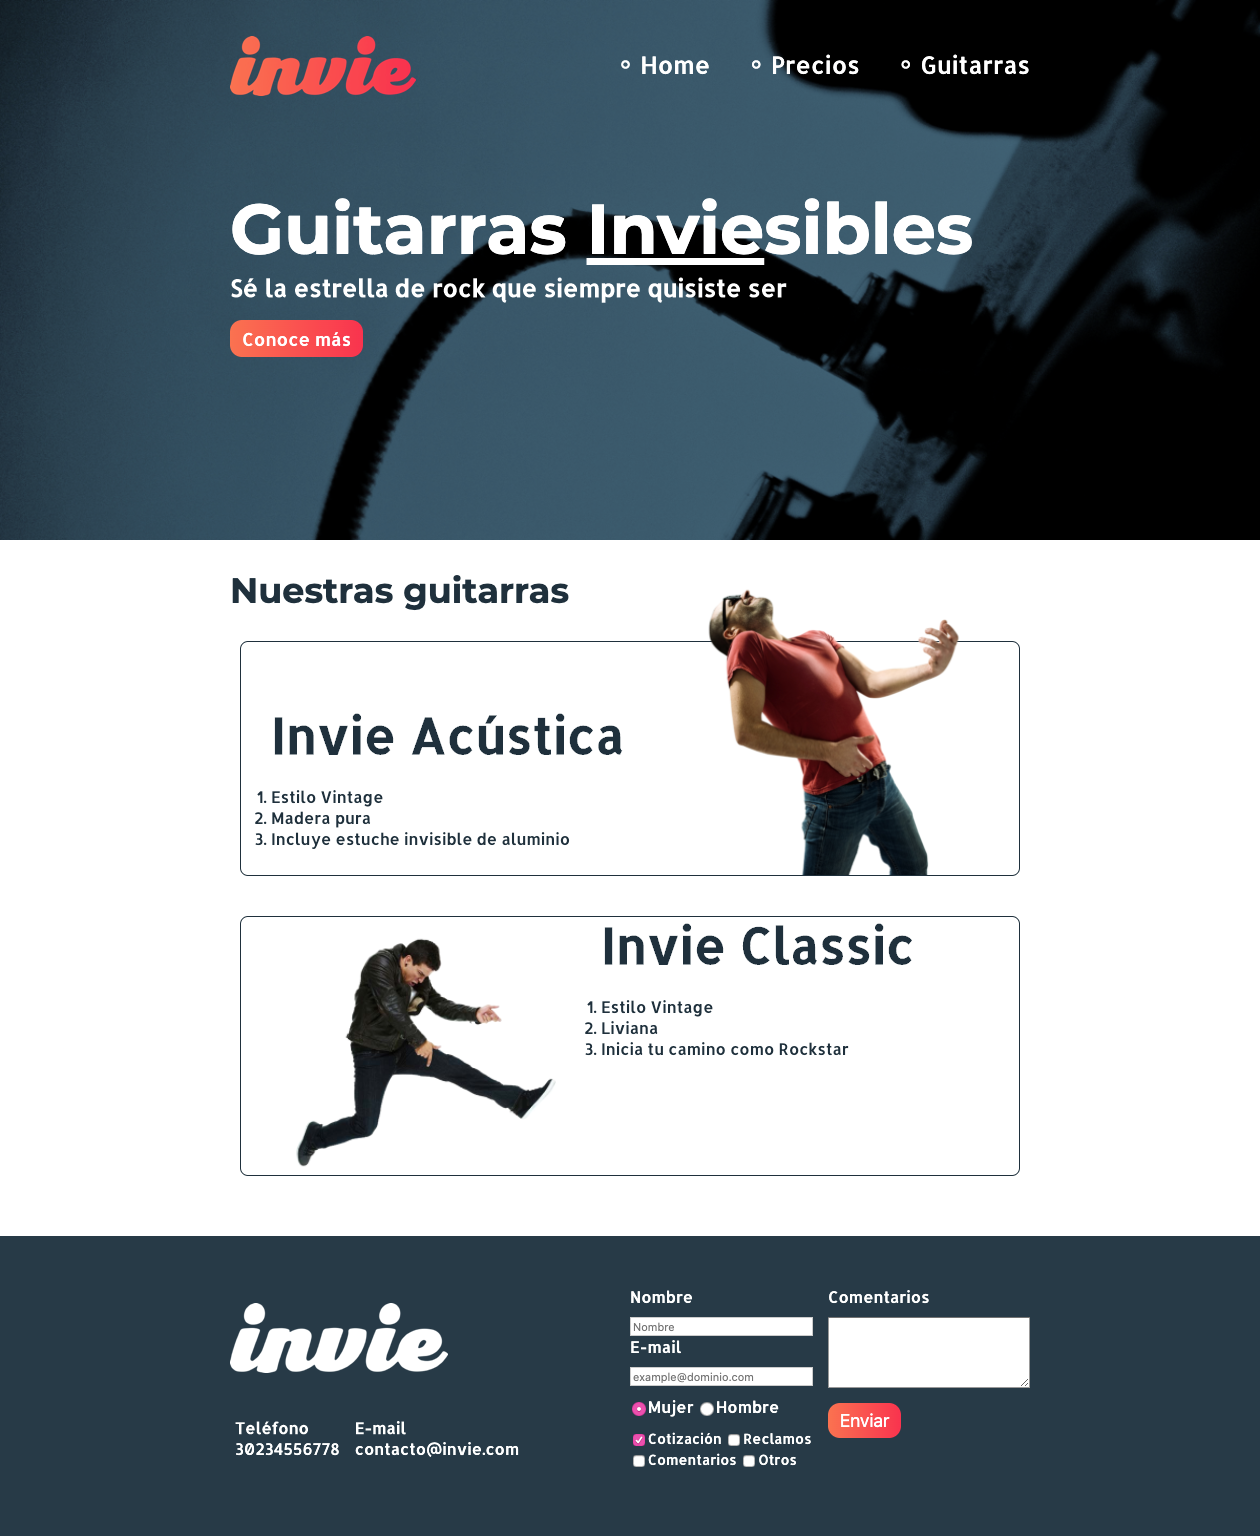 invie
Home
Precios
Guitarras
Guitarras Inviesibles
Sé la estrella de rock que siempre quisiste ser
Conoce más
Nuestras guitarras
Invie Acústica
1. Estilo Vintage
2. Madera pura
3. Incluye estuche invisible de aluminio
Invie Classic
1. Estilo Vintage
2. Liviana
3. Inicia tu camino como Rockstar
invie
Teléfono
30234556778
E-mail
contacto@invie.com
Nombre
Nombre
E-mail
example@dominio.com
Mujer Hombre
Cotización Reclamos
Comentarios Otros
Comentarios
Enviar